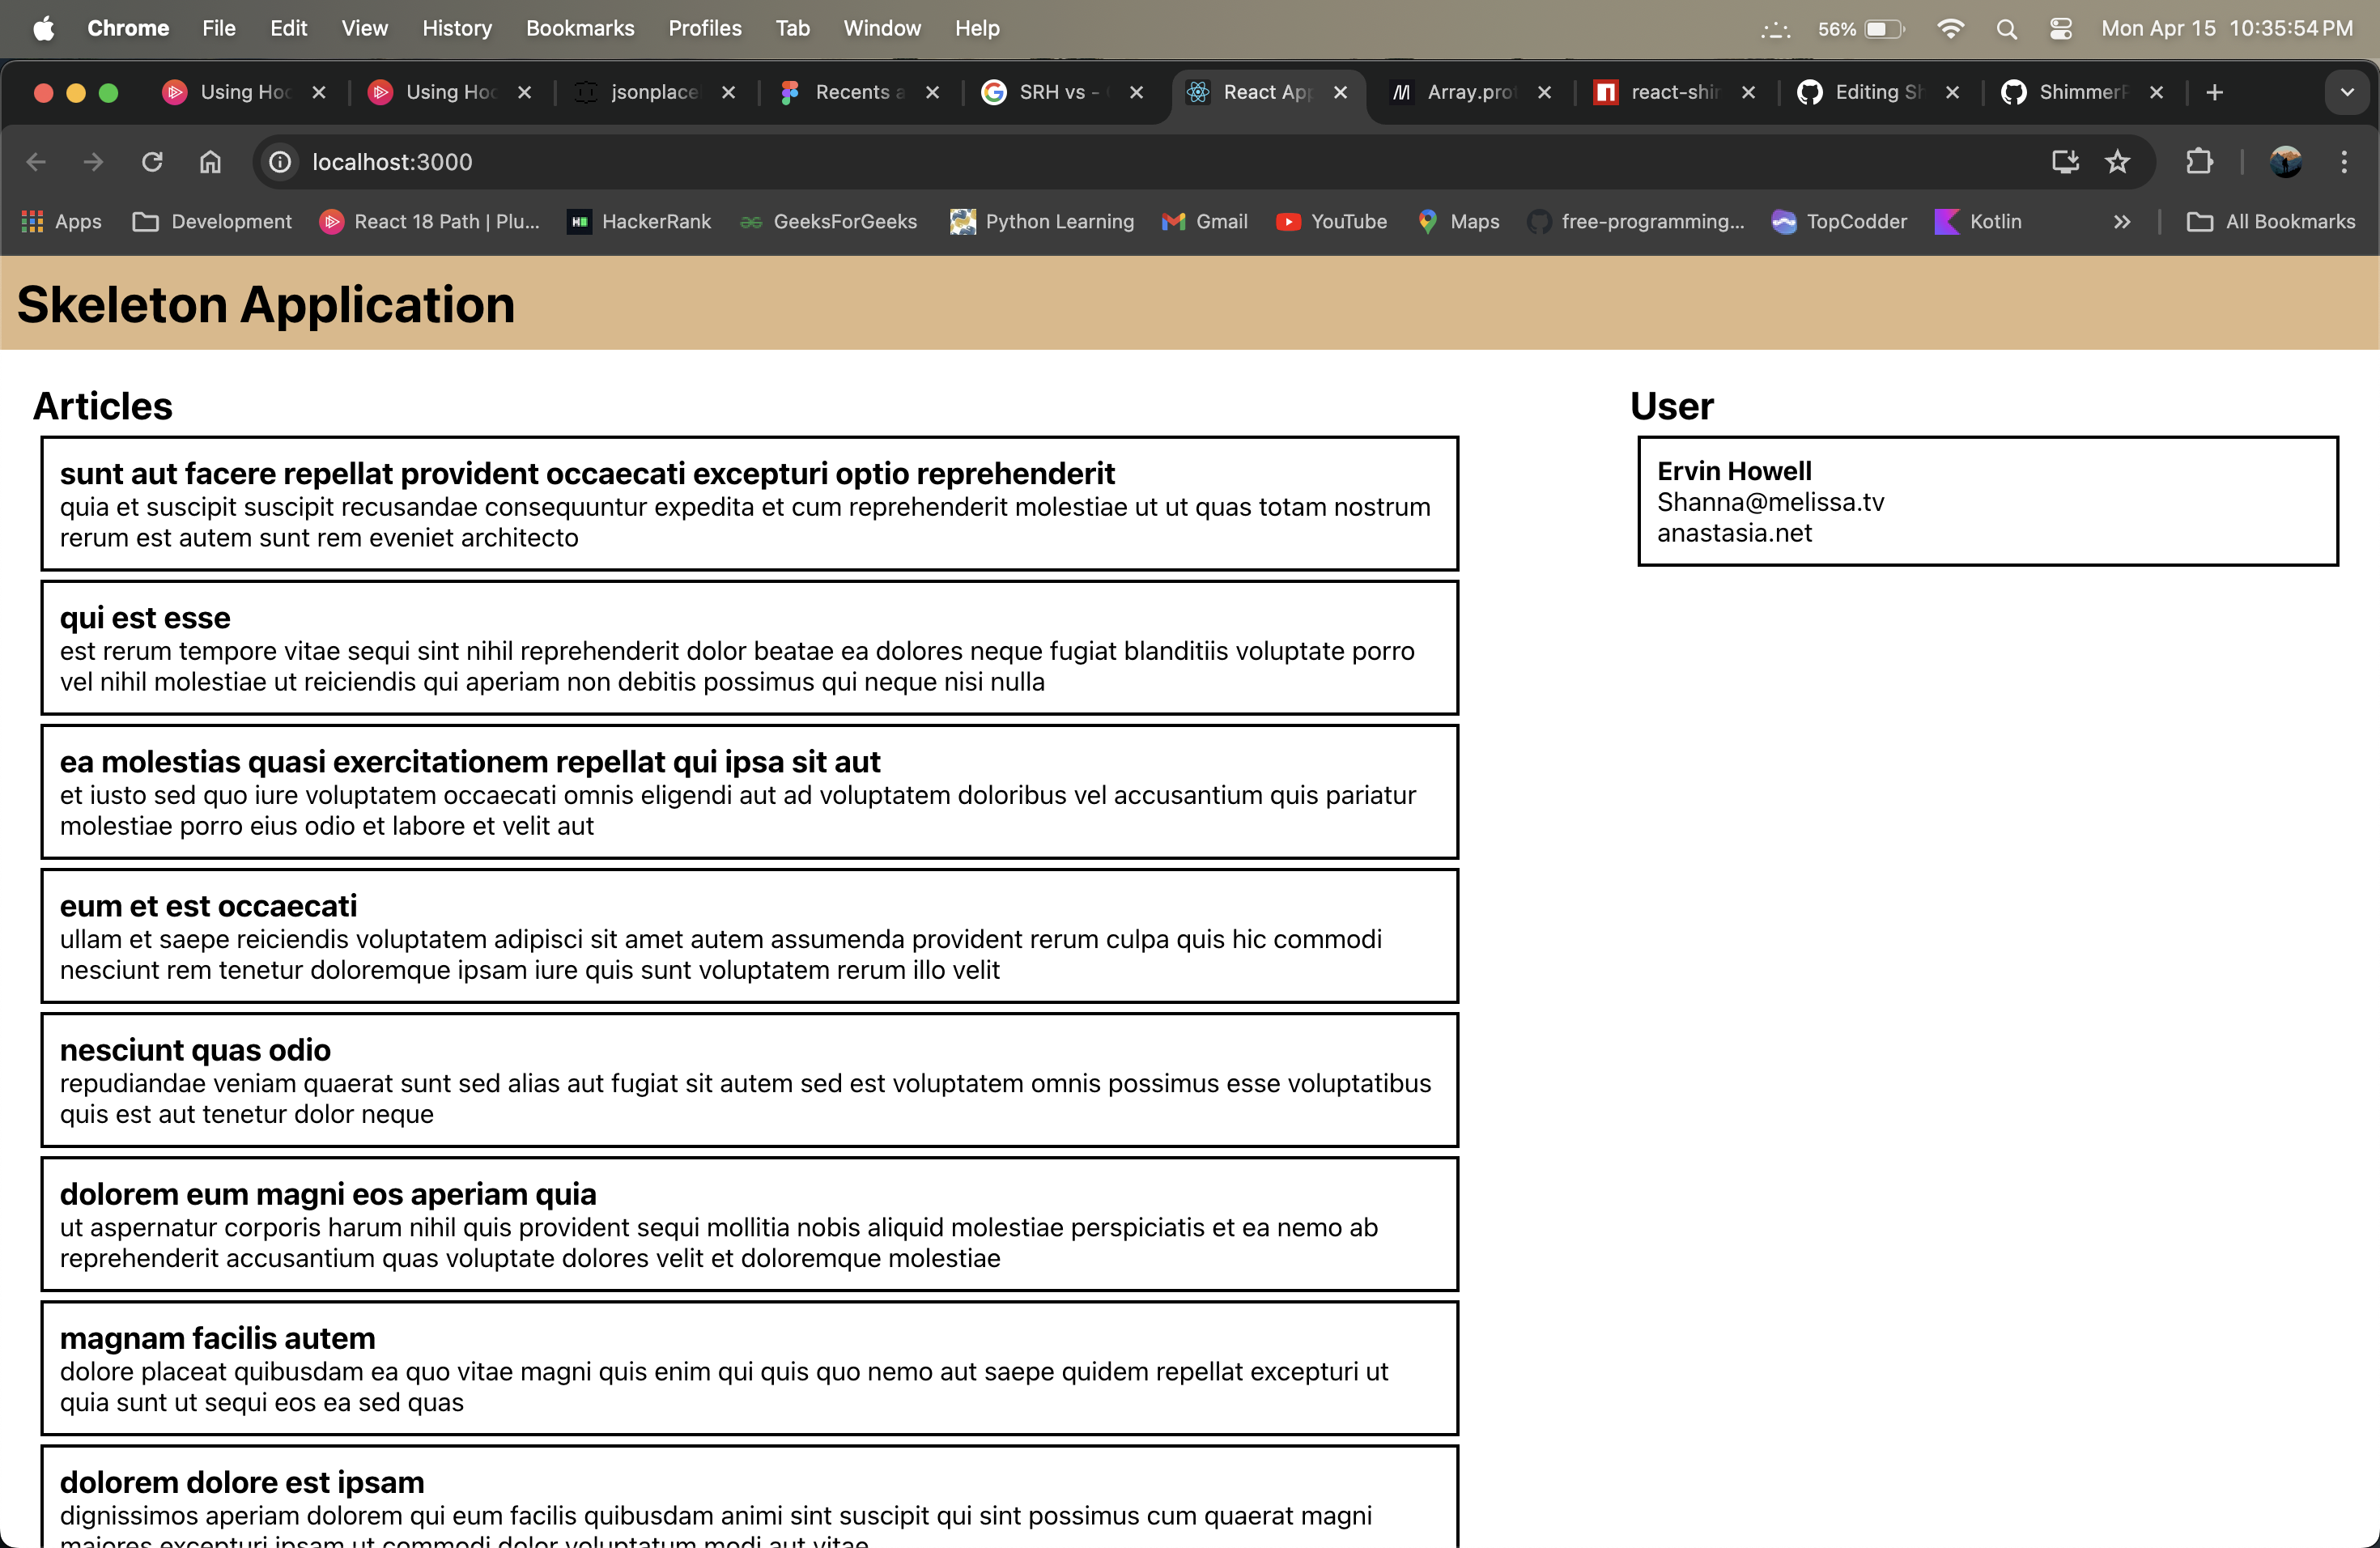 Chrome File Edit View History Bookmarks Profiles Tab Window Help 56% Mon Apr 15 10:35:54 PM
Using Hoo Using Hoo jsonplace Recents a SRH vs - React App Array.pro react-shi Editing Sh Shimmer
localhost:3000
Apps Development React 18 Path | Plu... HackerRank GeeksForGeeks Python Learning Gmail YouTube Maps free-programming... TopCodder Kotlin All Bookmarks
Skeleton Application
Articles
sunt aut facere repellat provident occaecati excepturi optio reprehenderit
quia et suscipit suscipit recusandae consequuntur expedita et cum reprehenderit molestiae ut ut quas totam nostrum
rerum est autem sunt rem eveniet architecto
qui est esse
est rerum tempore vitae sequi sint nihil reprehenderit dolor beatae ea dolores neque fugiat blanditiis voluptate porro
vel nihil molestiae ut reiciendis qui aperiam non debitis possimus qui neque nisi nulla
ea molestias quasi exercitationem repellat qui ipsa sit aut
et iusto sed quo iure voluptatem occaecati omnis eligendi aut ad voluptatem doloribus vel accusantium quis pariatur
molestiae porro eius odio et labore et velit aut
eum et est occaecati
ullam et saepe reiciendis voluptatem adipisci sit amet autem assumenda provident rerum culpa quis hic commodi
nesciunt rem tenetur doloremque ipsam iure quis sunt voluptatem rerum illo velit
nesciunt quas odio
repudiandae veniam quaerat sunt sed alias aut fugiat sit autem sed est voluptatem omnis possimus esse voluptatibus
quis est aut tenetur dolor neque
dolorem eum magni eos aperiam quia
ut aspernatur corporis harum nihil quis provident sequi mollitia nobis aliquid molestiae perspiciatis et ea nemo ab
reprehenderit accusantium quas voluptate dolores velit et doloremque molestiae
magnam facilis autem
dolore placeat quibusdam ea quo vitae magni quis enim qui quis quo nemo aut saepe quidem repellat excepturi ut
quia sunt ut sequi eos ea sed quas
dolorem dolore est ipsam
dignissimos aperiam dolorem qui eum facilis quibusdam animi sint suscipit qui sint possimus cum quaerat magni
maiores excepturi ipsam ut commodi dolor voluptatum modi aut vitae
User
Ervin Howell
Shanna@melissa.tv
anastasia.net